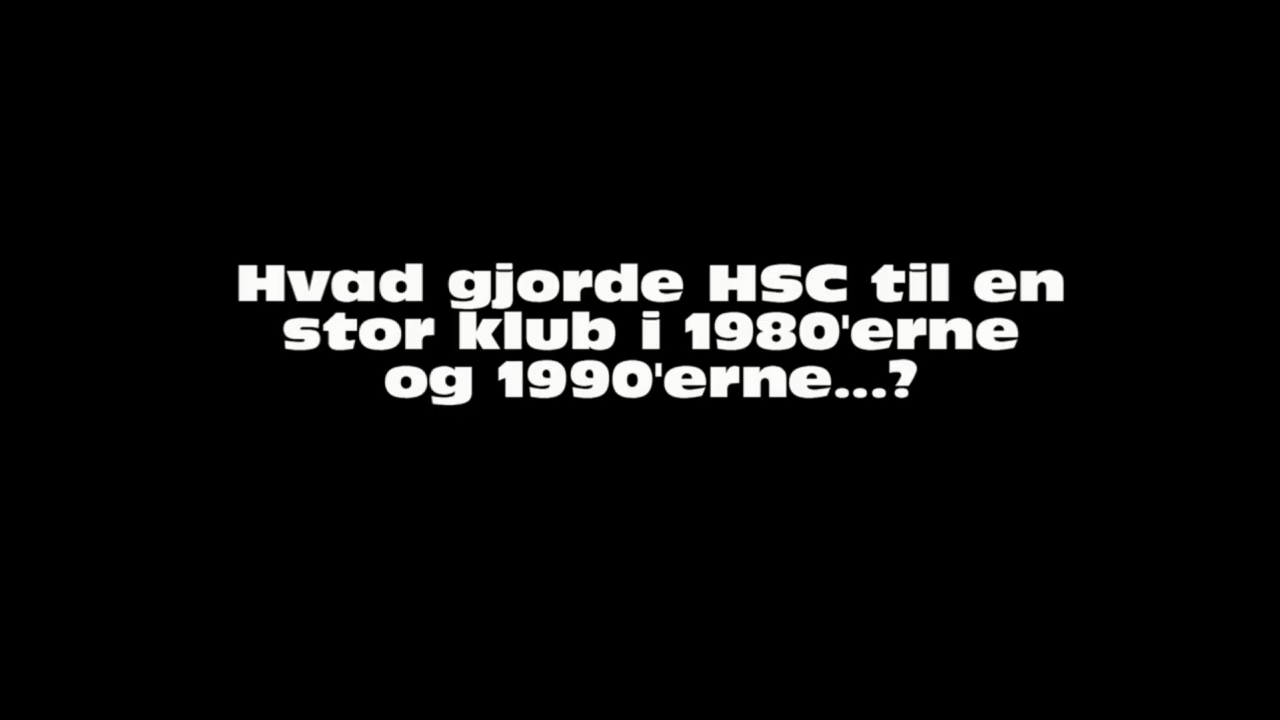 Hvad gjorde HSC til en
stor klub i 1980'erne
og 1990'erne...?